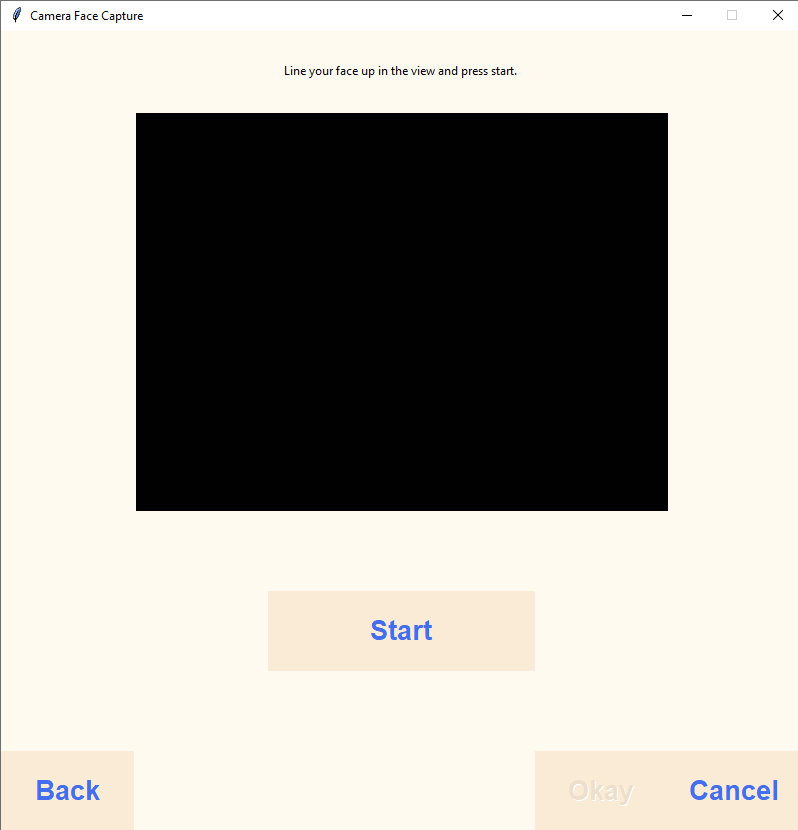 Camera Face Capture
Line your face up in the view and press start.
Start
Back Okay Cancel